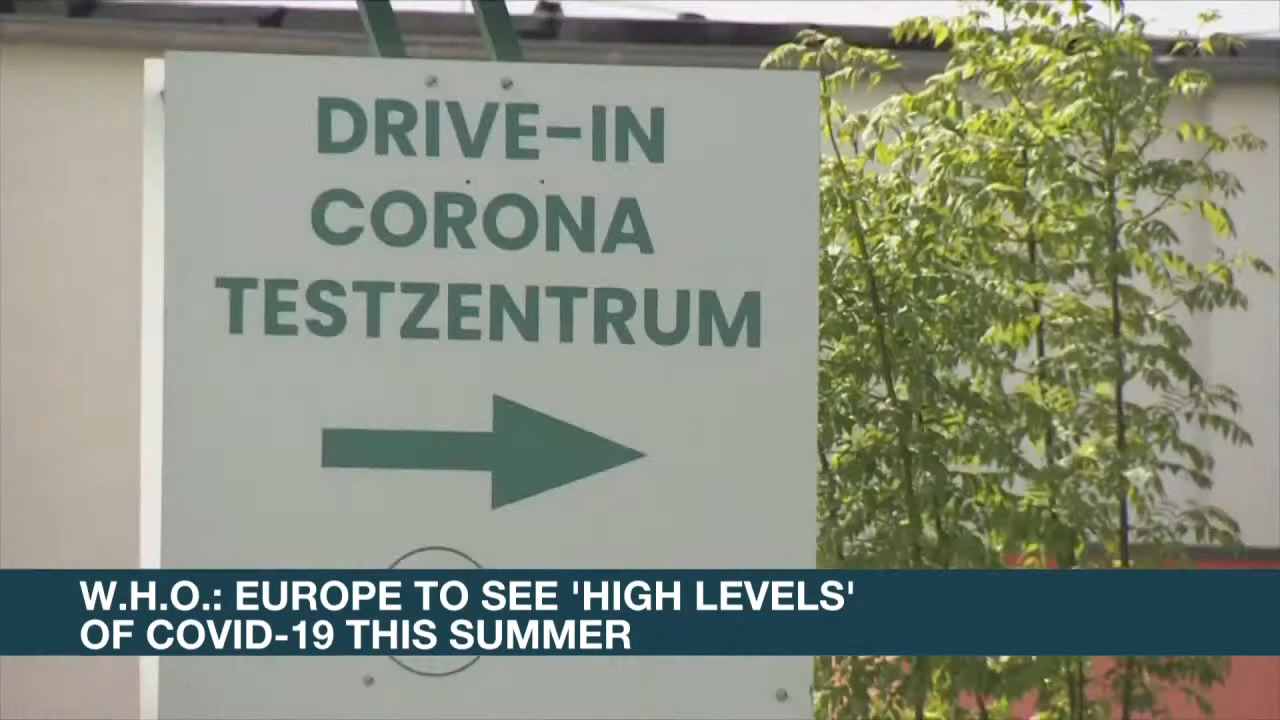 DRIVE-IN
CORONA
TESTZENTRUM
W.H.O.: EUROPE TO SEE 'HIGH LEVELS'
OF COVID-19 THIS SUMMER